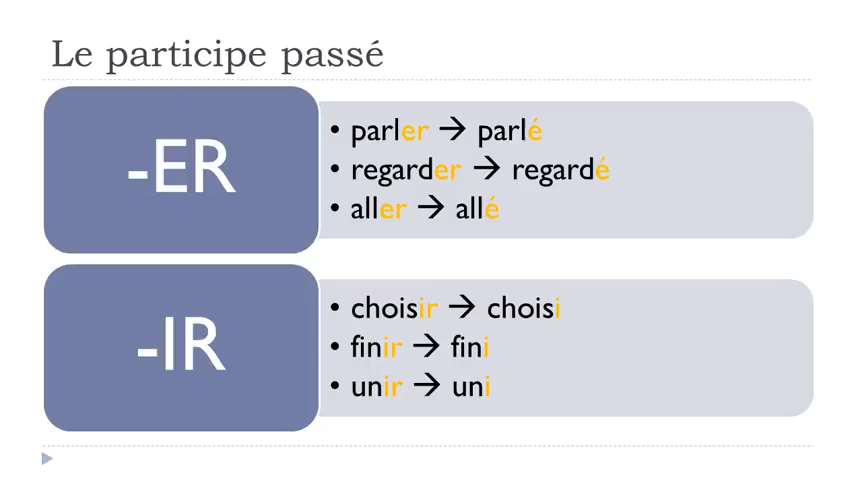 Le participe passé
-ER
• parler → parlé
• regarder → regardé
• aller → allé
-IR
• choisir → choisi
• finir → fini
• unir → uni